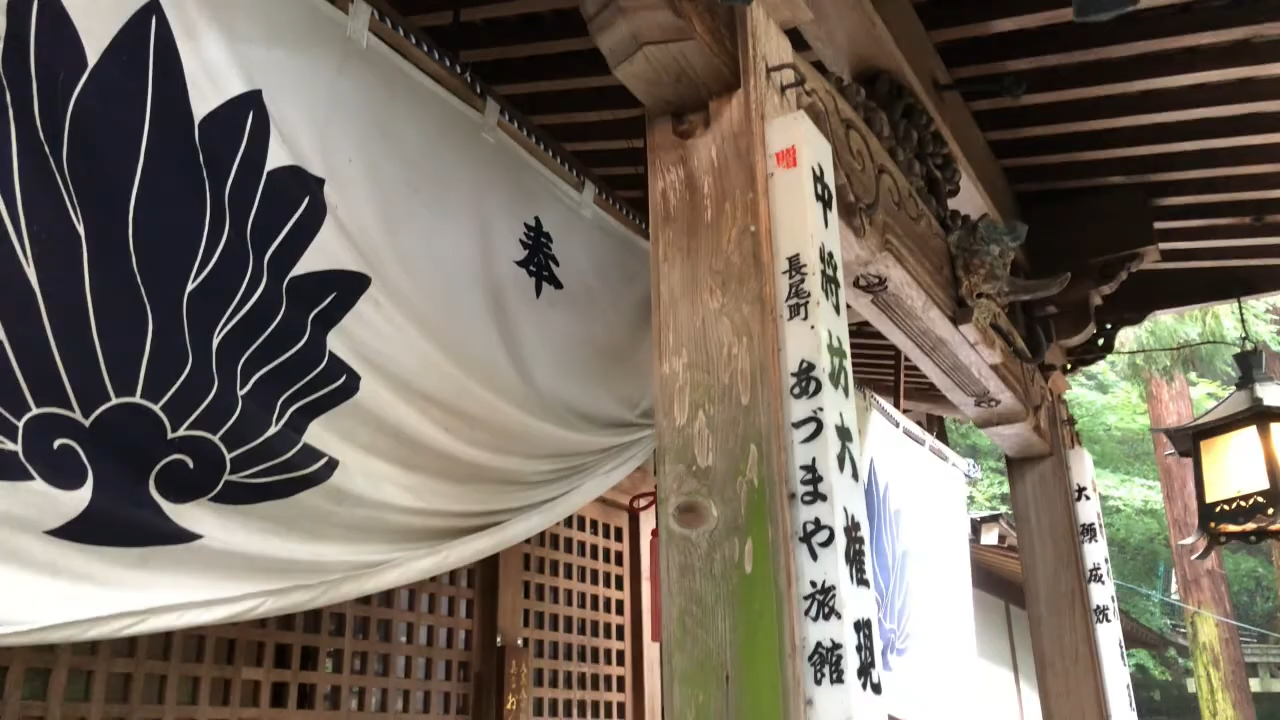 奉
中将坊大権現
長尾町 あづまや旅館
大願成就